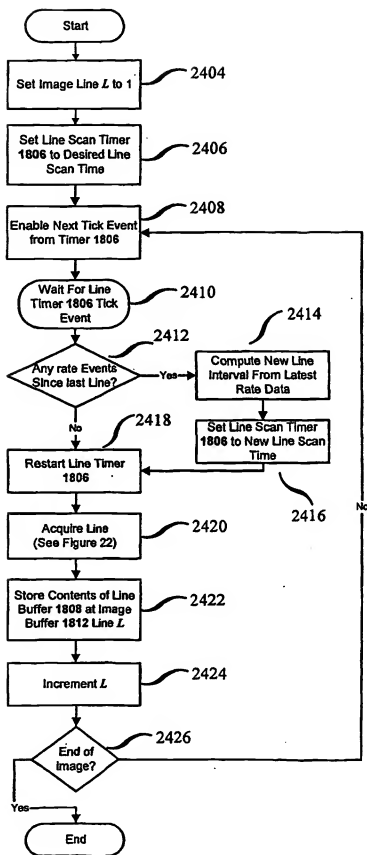 Start
Set Image Line L to 1
2404
Set Line Scan Timer
1806 to Desired Line
Scan Time
2406
Enable Next Tick Event
from Timer 1806
2408
Wait For Line
Timer 1806 Tick
Event
2410
Any rate Events
Since last Line?
2412
Yes
Compute New Line
Interval From Latest
Rate Data
2414
Set Line Scan Timer
1806 to New Line Scan
Time
2416
No
Restart Line Timer
1806
2418
Acquire Line
(See Figure 22)
2420
Store Contents of Line
Buffer 1808 at Image
Buffer 1812 Line L
2422
Increment L
2424
End of
Image?
2426
No
Yes
End